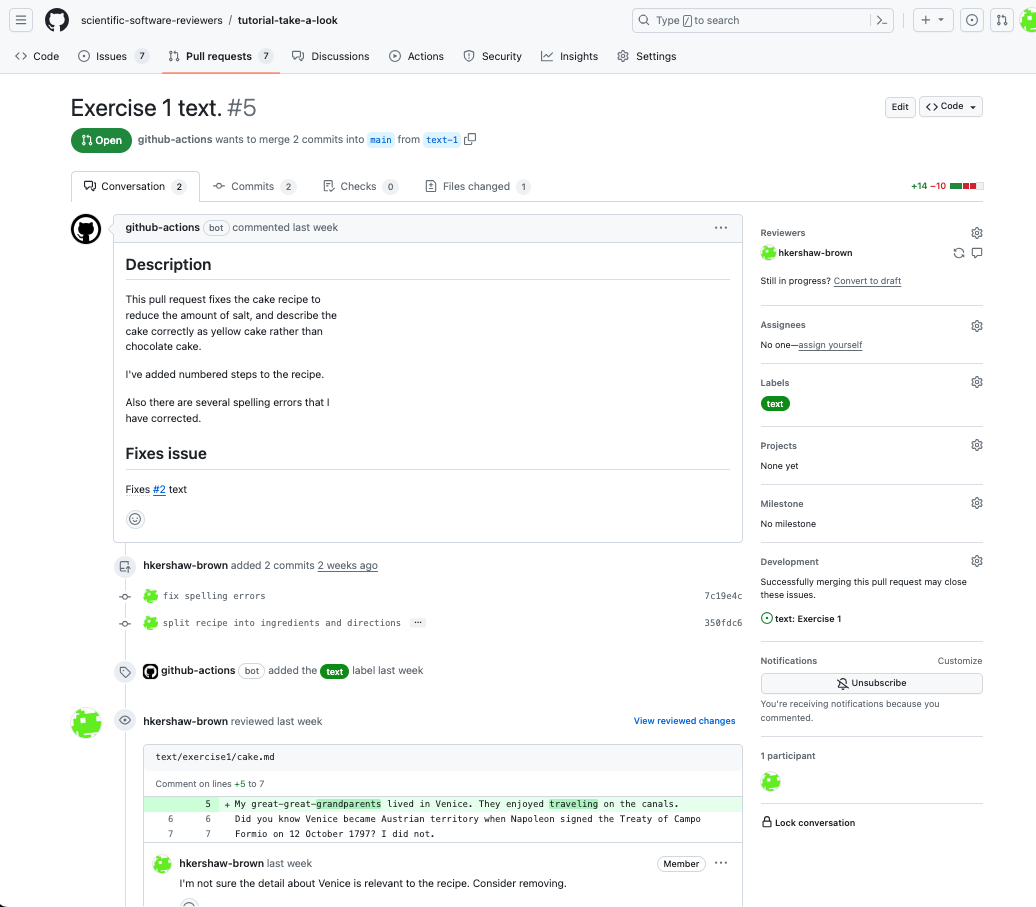 scientific-software-reviewers / tutorial-take-a-look
Type / to search
Code
Issues 7
Pull requests 7
Discussions
Actions
Security
Insights
Settings
Exercise 1 text. #5
Edit
Code
Open
github-actions wants to merge 2 commits into main from text-1
Conversation 2
Commits 2
Checks 0
Files changed 1
+14 −10
github-actions bot commented last week
Description
This pull request fixes the cake recipe to
reduce the amount of salt, and describe the
cake correctly as yellow cake rather than
chocolate cake.
I've added numbered steps to the recipe.
Also there are several spelling errors that I
have corrected.
Fixes issue
Fixes #2 text
hkershaw-brown added 2 commits 2 weeks ago
fix spelling errors 7c19e4c
split recipe into ingredients and directions ... 350fdc6
github-actions bot added the text label last week
hkershaw-brown reviewed last week
View reviewed changes
text/exercise1/cake.md
Comment on lines +5 to 7
5 + My great-great-grandparents lived in Venice. They enjoyed traveling on the canals.
6 6 Did you know Venice became Austrian territory when Napoleon signed the Treaty of Campo
7 7 Formio on 12 October 1797? I did not.
hkershaw-brown last week
Member
I'm not sure the detail about Venice is relevant to the recipe. Consider removing.
Reviewers
hkershaw-brown
Still in progress? Convert to draft
Assignees
No one—assign yourself
Labels
text
Projects
None yet
Milestone
No milestone
Development
Successfully merging this pull request may close
these issues.
text: Exercise 1
Notifications
Customize
Unsubscribe
You're receiving notifications because you
commented.
1 participant
Lock conversation